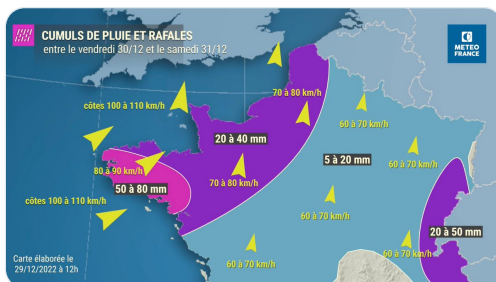 CUMULS DE PLUIE ET RAFALES
entre le vendredi 30/12 et le samedi 31/12
METEO
FRANCE
70 à 80 km/h
côtes 100 à 110 km/h
60 à 70 km/h
20 à 40 mm
5 à 20 mm
60 à 70 km/h
80 à 90 km/h
50 à 80 mm
70 à 80 km/h
côtes 100 à 110 km/h
60 à 70 km/h
20 à 50 mm
60 à 70 km/h
60 à 70 km/h
Carte élaborée le
29/12/2022 à 12h